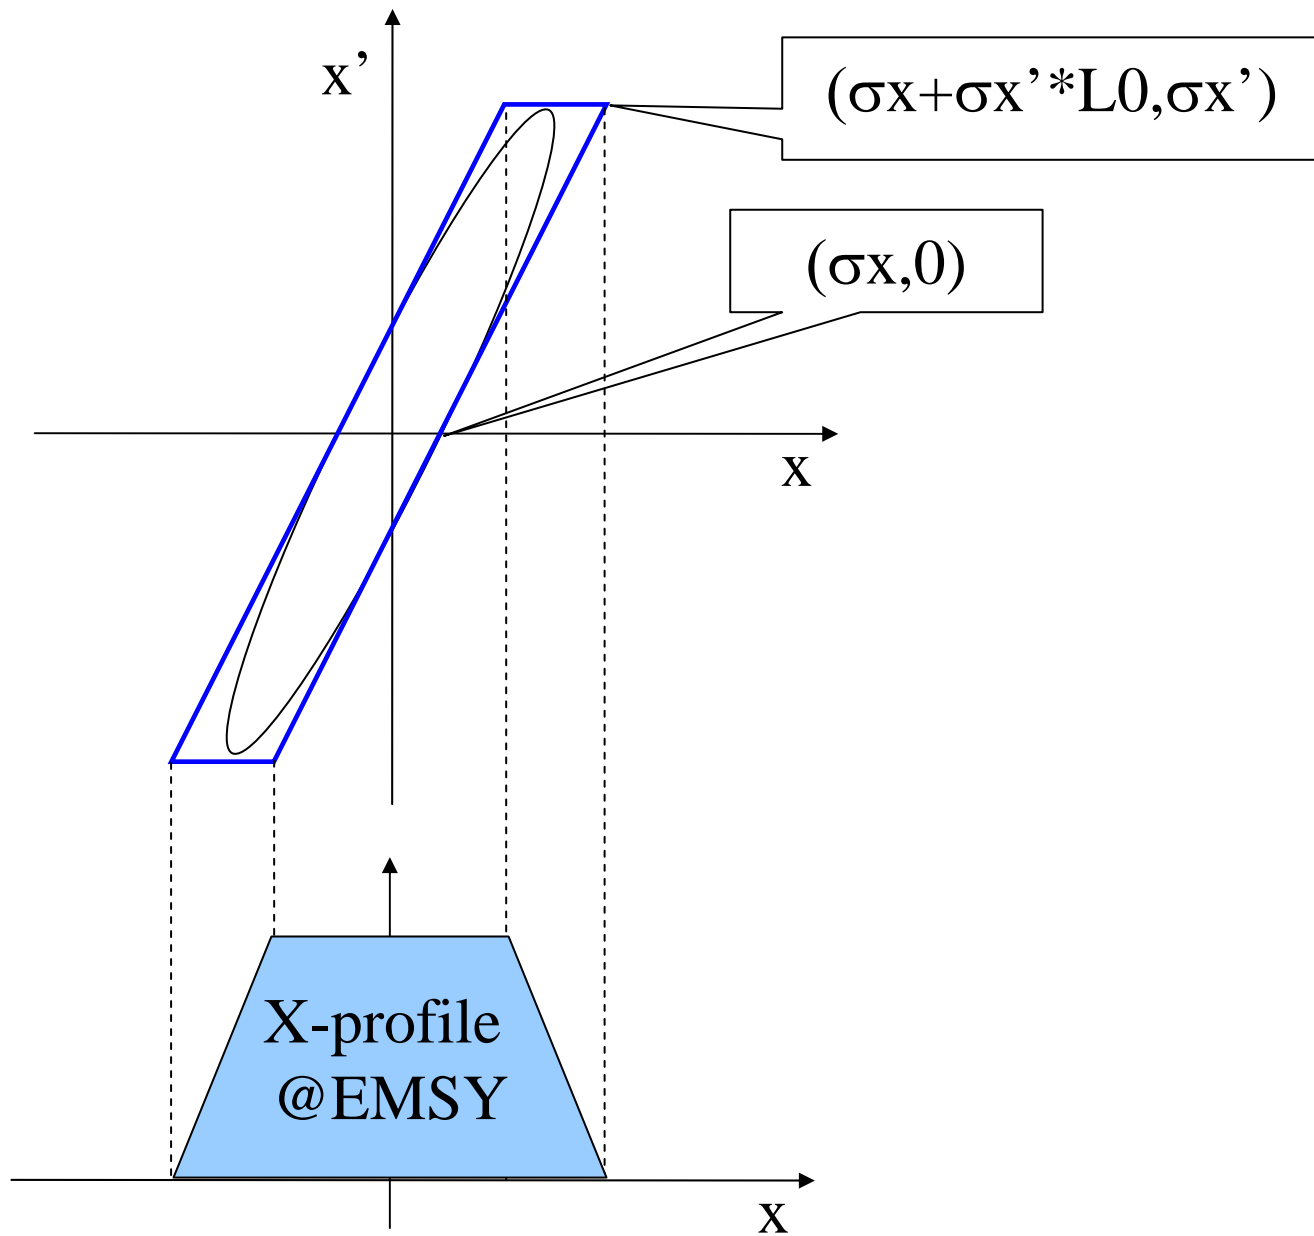 x’
(σx+σx’*L0,σx’)
(σx,0)
x
X-profile
@EMSY
x